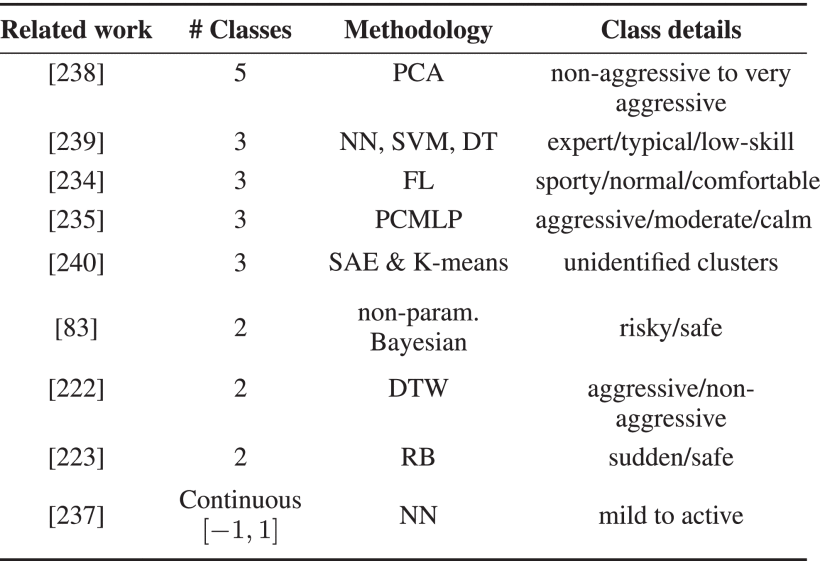 Related work # Classes Methodology Class details
[238] 5 PCA non-aggressive to very
aggressive
[239] 3 NN, SVM, DT expert/typical/low-skill
[234] 3 FL sporty/normal/comfortable
[235] 3 PCMLP aggressive/moderate/calm
[240] 3 SAE & K-means unidentified clusters
[83] 2 non-param.
Bayesian risky/safe
[222] 2 DTW aggressive/non-
aggressive
[223] 2 RB sudden/safe
[237] Continuous
[−1, 1] NN mild to active